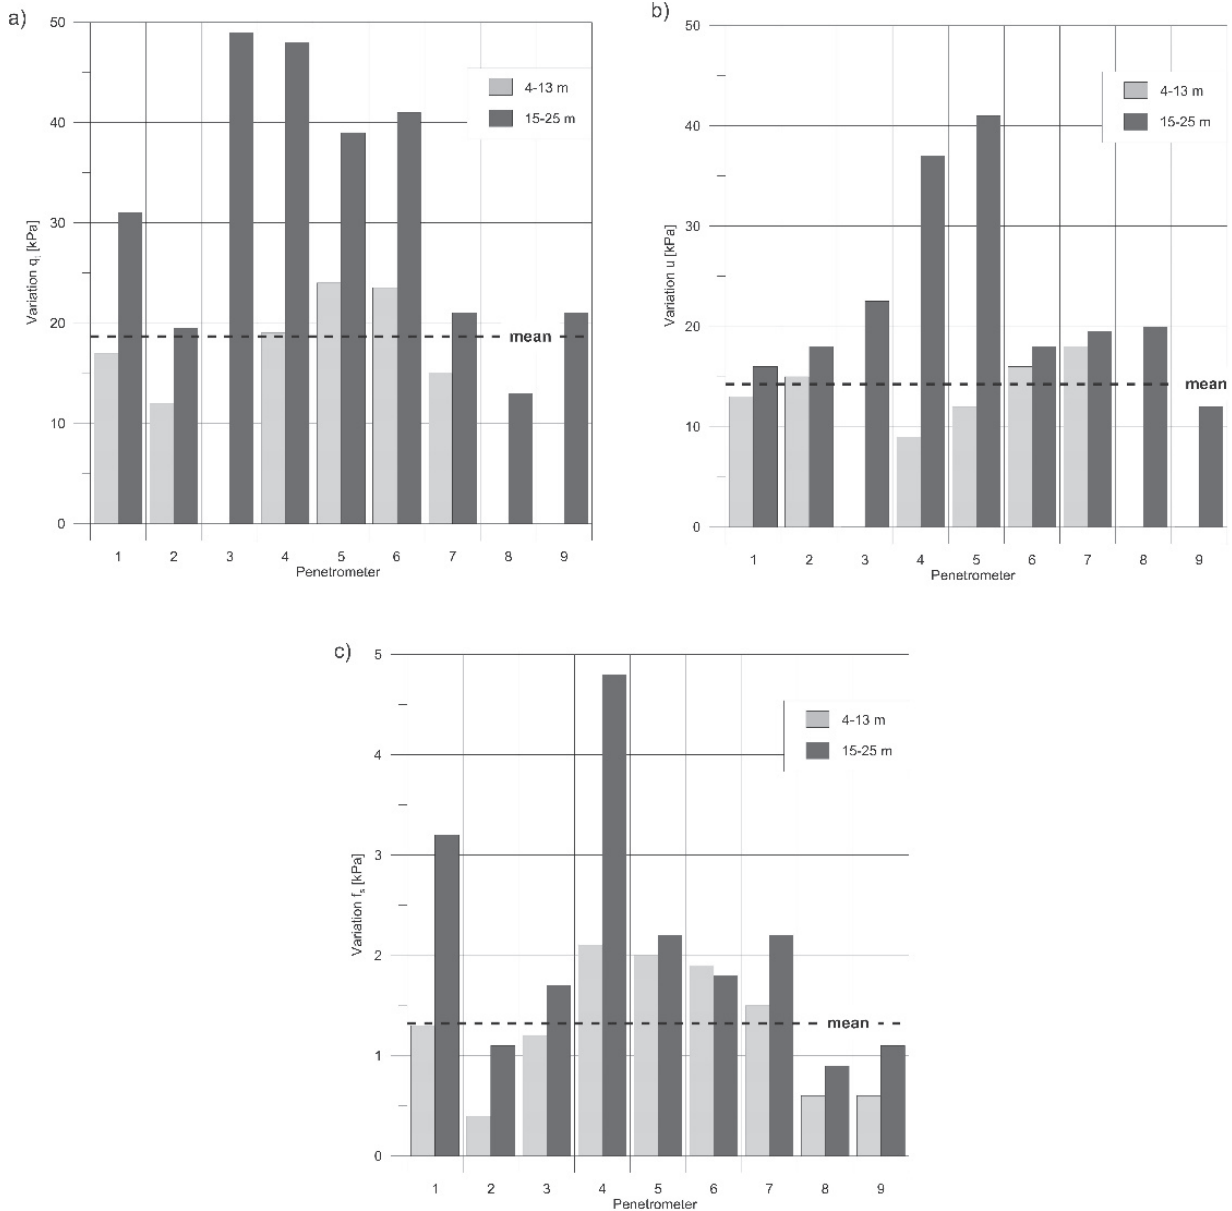 a)
50
40
30
20
10
0
Variation qt [kPa]
4-13 m
15-25 m
mean
1 2 3 4 5 6 7 8 9
Penetrometer
b)
50
40
30
20
10
0
Variation u [kPa]
4-13 m
15-25 m
mean
1 2 3 4 5 6 7 8 9
Penetrometer
c)
5
4
3
2
1
0
Variation fs [kPa]
4-13 m
15-25 m
mean
1 2 3 4 5 6 7 8 9
Penetrometer